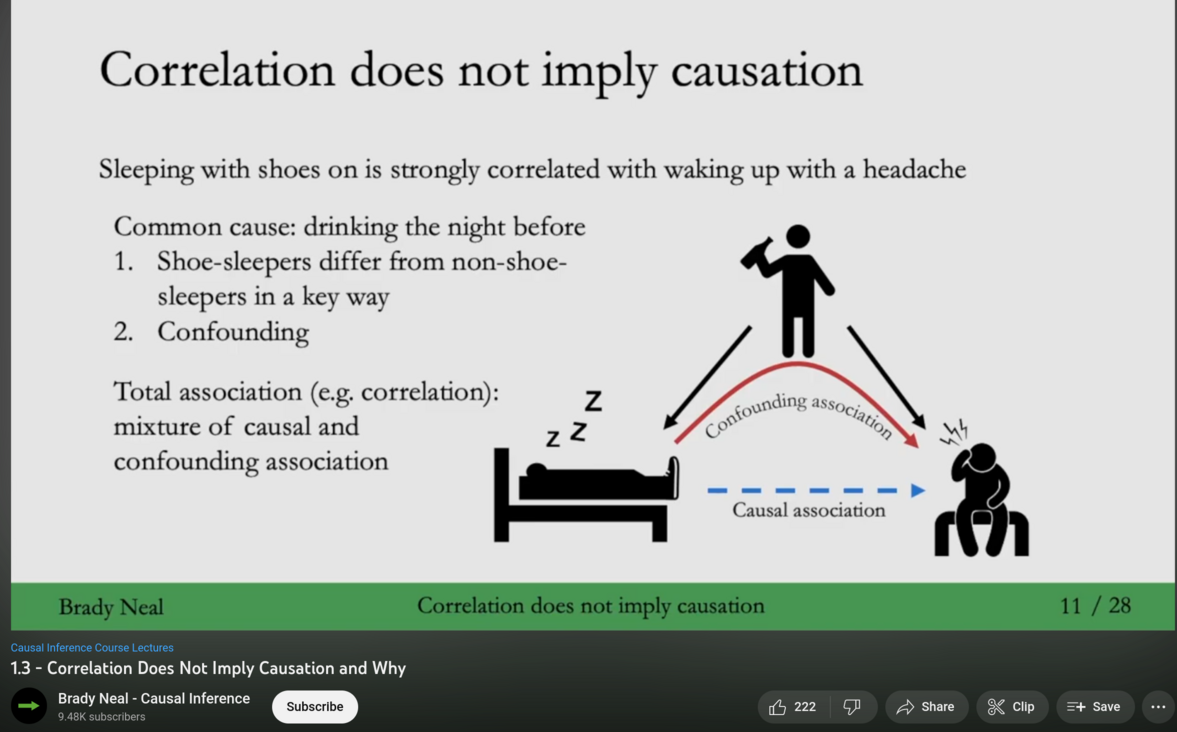 Correlation does not imply causation
Sleeping with shoes on is strongly correlated with waking up with a headache
Common cause: drinking the night before
1. Shoe-sleepers differ from non-shoe-
sleepers in a key way
2. Confounding
Total association (e.g. correlation):
mixture of causal and
confounding association
z z Z
Confounding association
Causal association
Brady Neal Correlation does not imply causation 11 / 28
Causal Inference Course Lectures
1.3 - Correlation Does Not Imply Causation and Why
Brady Neal - Causal Inference
9.48K subscribers
Subscribe
222 Share Clip Save